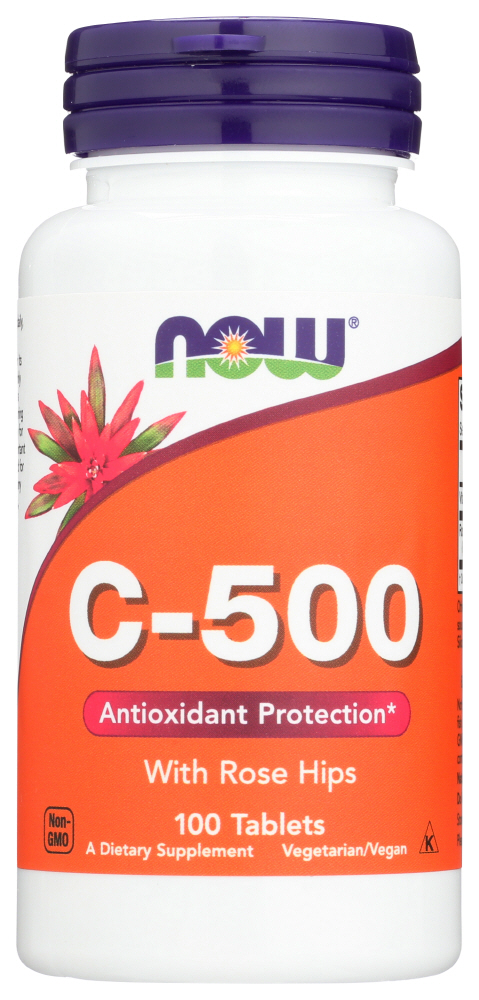 NOW®
C-500
Antioxidant Protection*
With Rose Hips
100 Tablets
Non-
GMO
A Dietary Supplement Vegetarian/Vegan
K